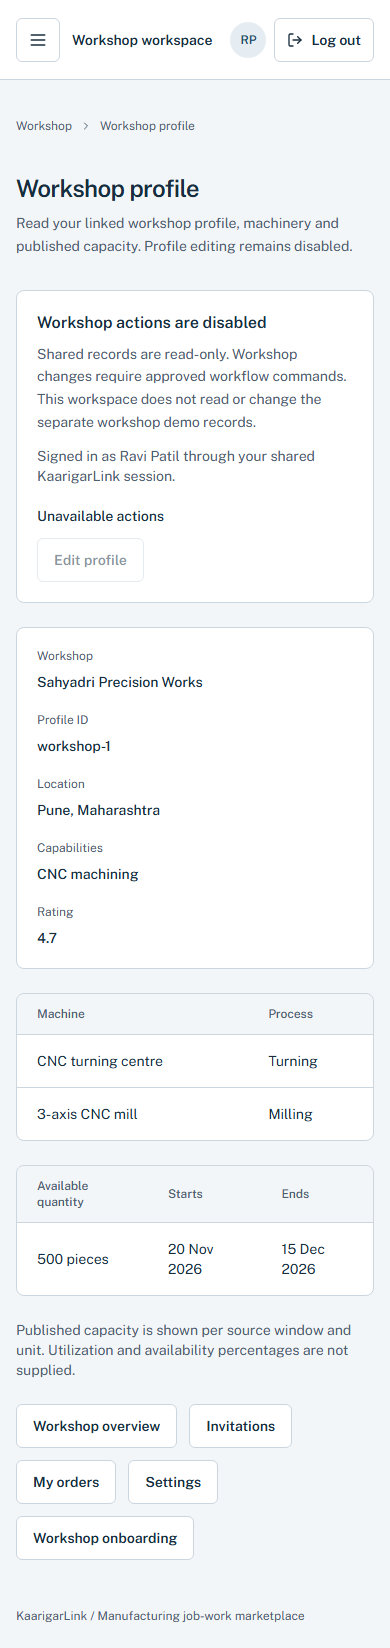 Workshop workspace
RP
Log out
Workshop > Workshop profile
Workshop profile
Read your linked workshop profile, machinery and
published capacity. Profile editing remains disabled.
Workshop actions are disabled
Shared records are read-only. Workshop
changes require approved workflow commands.
This workspace does not read or change the
separate workshop demo records.
Signed in as Ravi Patil through your shared
KaarigarLink session.
Unavailable actions
Edit profile
Workshop
Sahyadri Precision Works
Profile ID
workshop-1
Location
Pune, Maharashtra
Capabilities
CNC machining
Rating
4.7
Machine Process
CNC turning centre Turning
3-axis CNC mill Milling
Available
quantity
Starts
Ends
500 pieces
20 Nov
2026
15 Dec
2026
Published capacity is shown per source window and
unit. Utilization and availability percentages are not
supplied.
Workshop overview
Invitations
My orders
Settings
Workshop onboarding
KaarigarLink / Manufacturing job-work marketplace